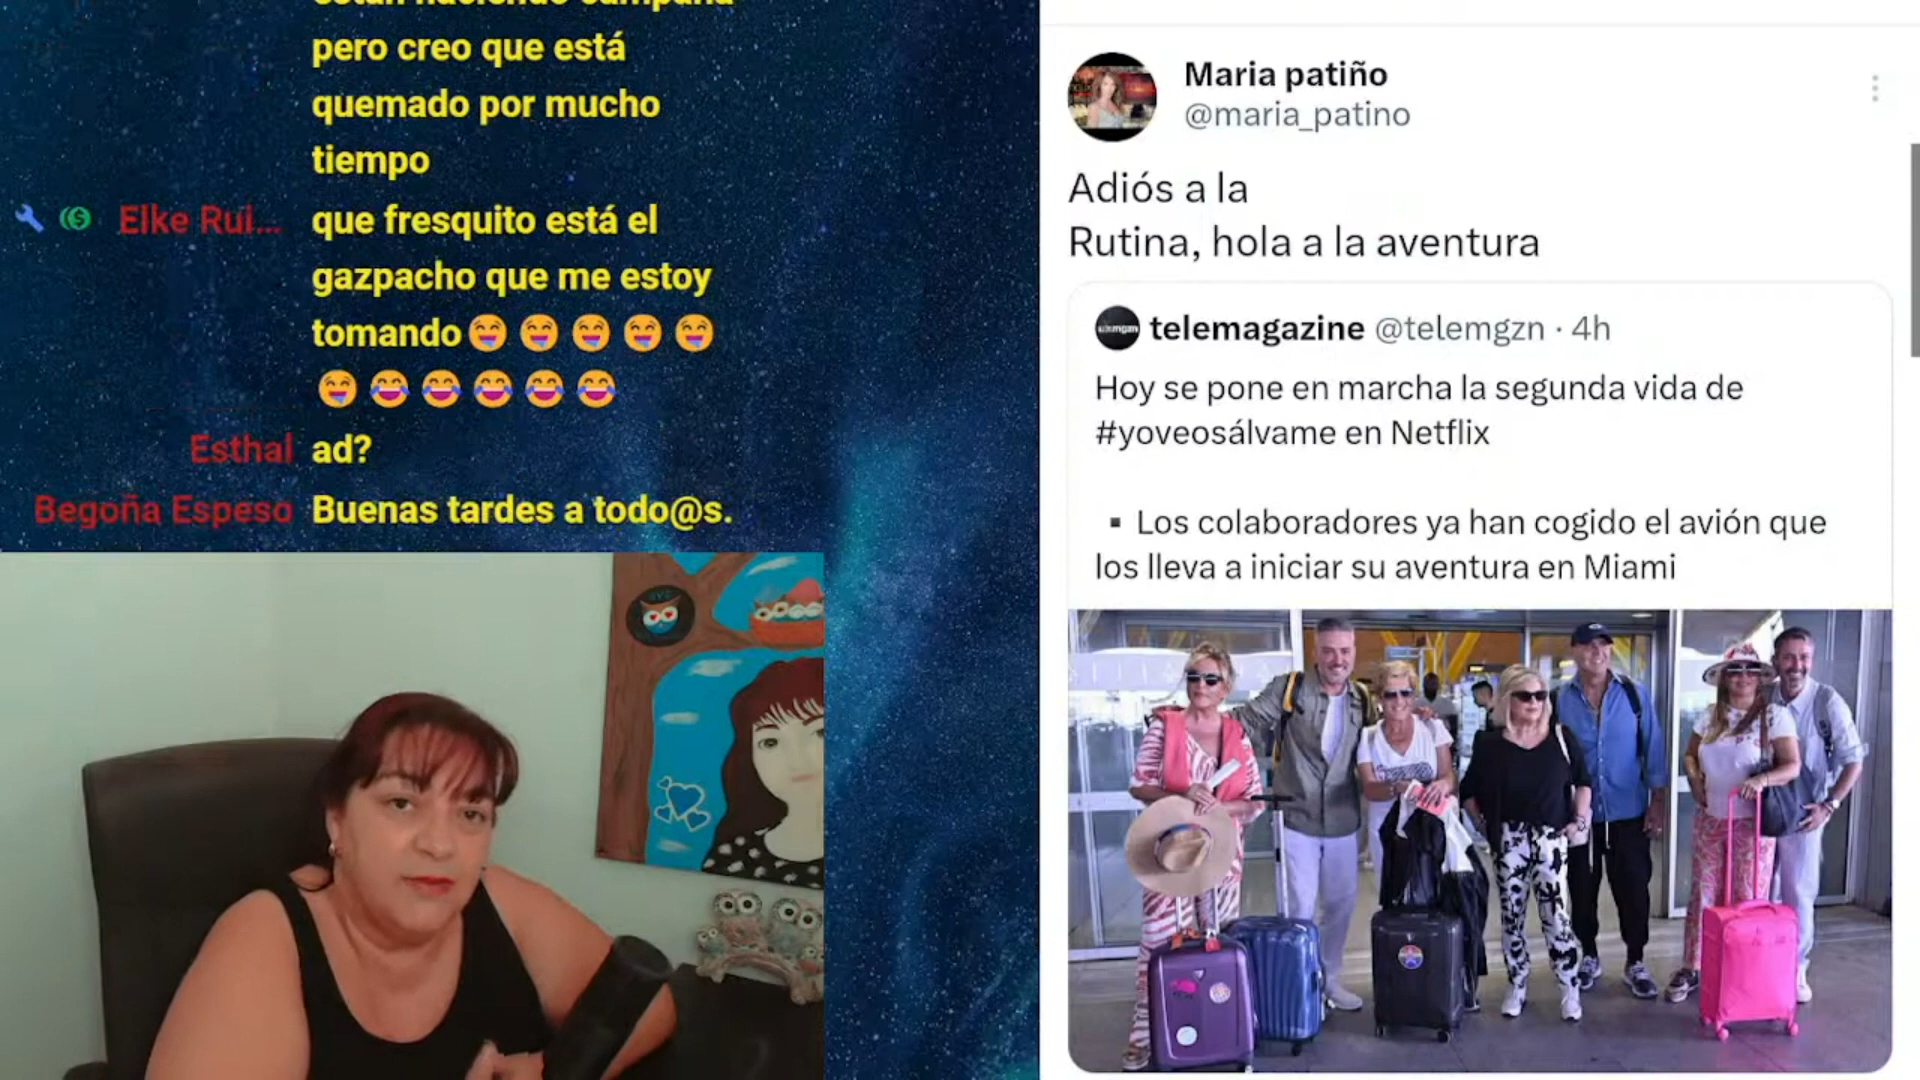 están haciendo campaña
pero creo que está
quemado por mucho
tiempo
Elke Rui... que fresquito está el
gazpacho que me estoy
tomando🤤🤤🤤🤤🤤
🤤😂😂😂😂😂
Esthal ad?
Begoña Espeso Buenas tardes a todo@s.
Maria patiño
@maria_patino
Adiós a la
Rutina, hola a la aventura
telemagazine @telemgzn · 4h
Hoy se pone en marcha la segunda vida de
#yoveosálvame en Netflix
▪ Los colaboradores ya han cogido el avión que
los lleva a iniciar su aventura en Miami